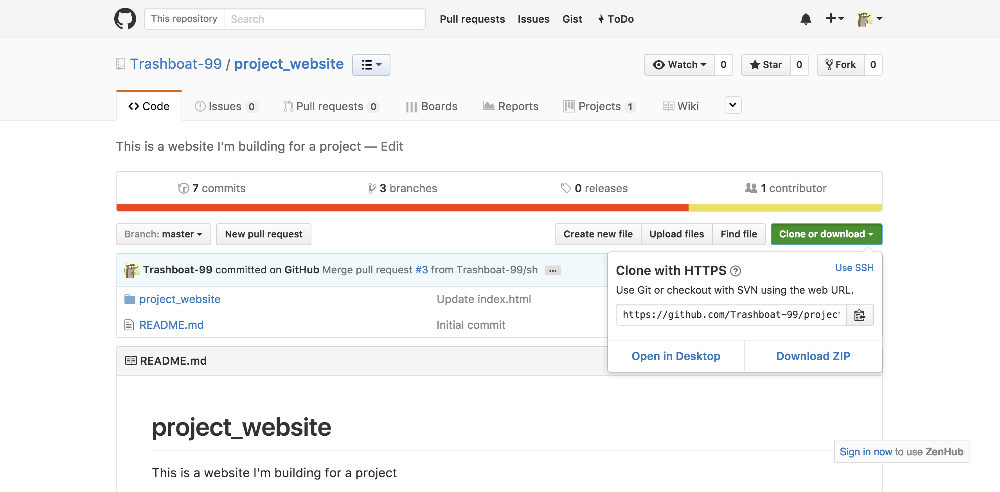 This repository Search Pull requests Issues Gist ToDo
Trashboat-99 / project_website Watch 0 Star 0 Fork 0
Code Issues 0 Pull requests 0 Boards Reports Projects 1 Wiki
This is a website I'm building for a project — Edit
7 commits 3 branches 0 releases 1 contributor
Branch: master New pull request Create new file Upload files Find file Clone or download
Trashboat-99 committed on GitHub Merge pull request #3 from Trashboat-99/sh ...
project_website Update index.html
README.md Initial commit
Clone with HTTPS Use SSH
Use Git or checkout with SVN using the web URL.
https://github.com/Trashboat-99/project
Open in Desktop Download ZIP
README.md
project_website
This is a website I'm building for a project
Sign in now to use ZenHub